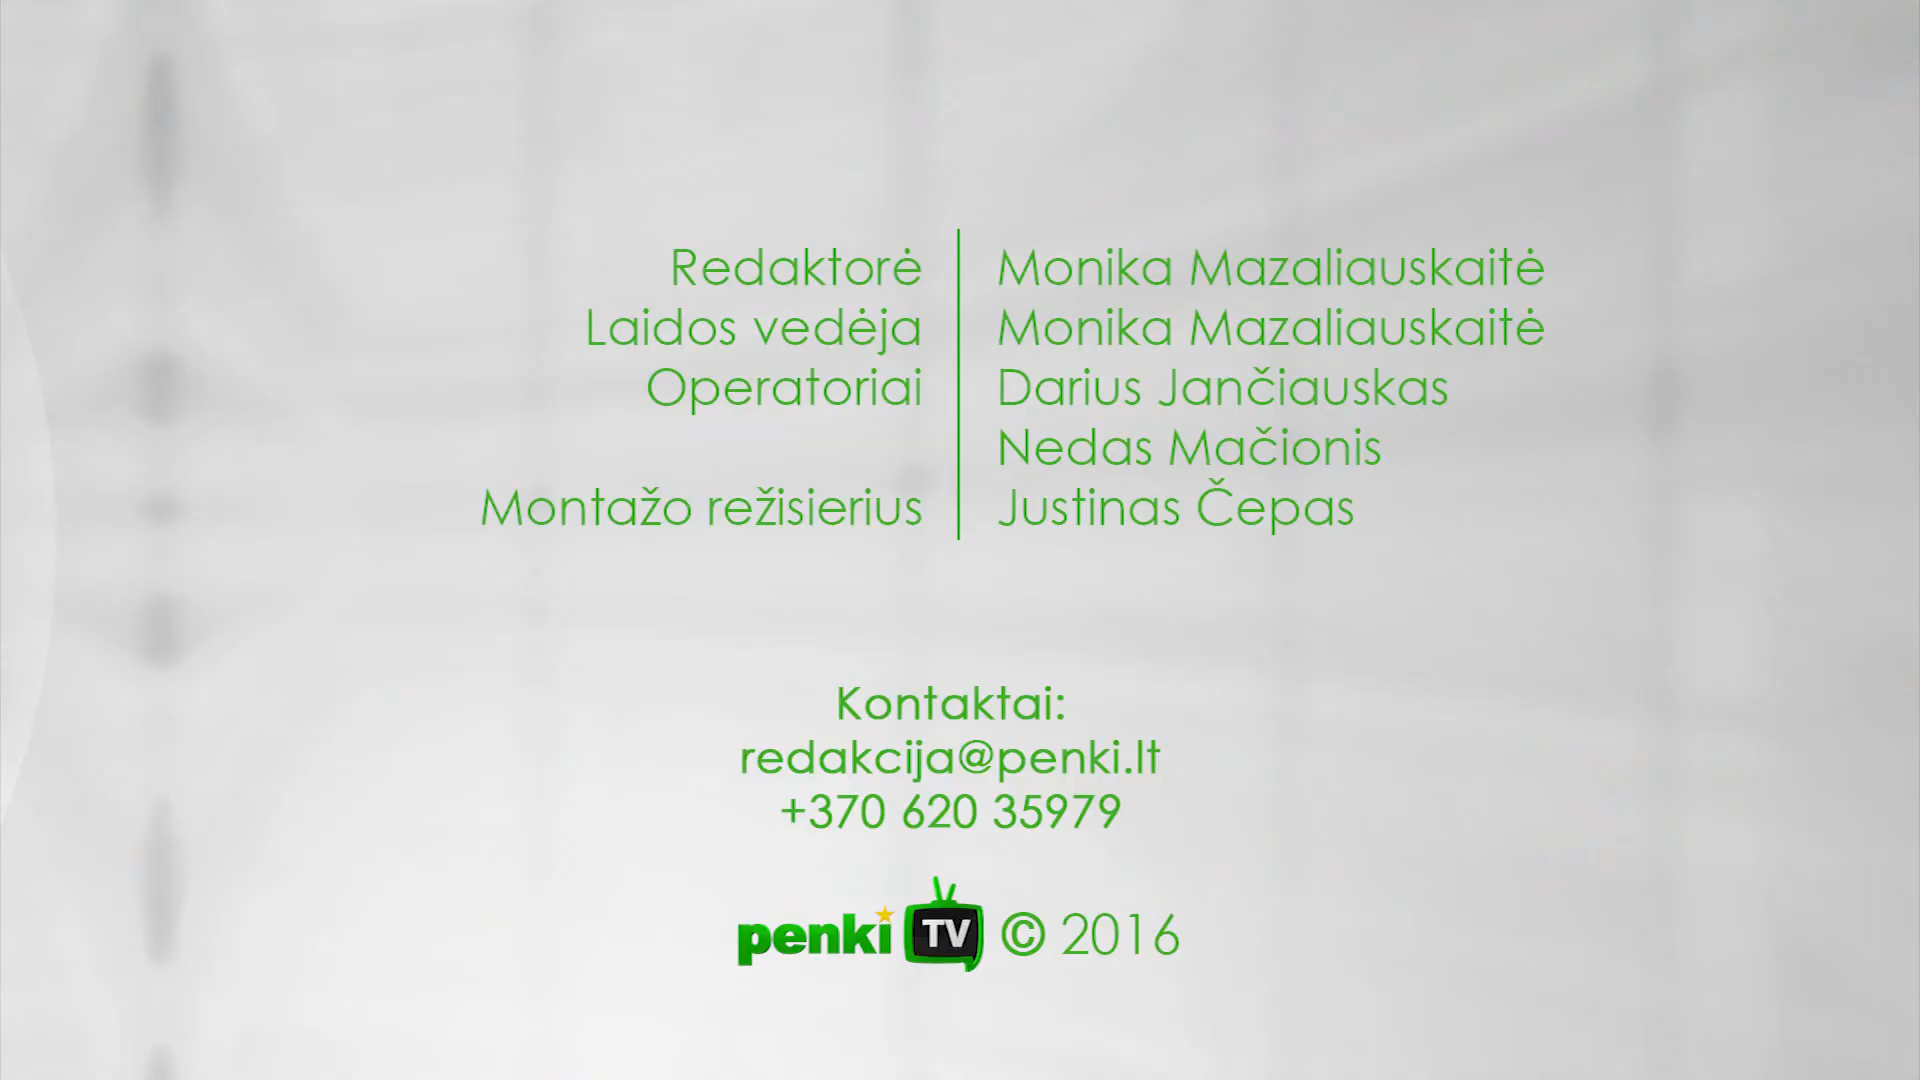 Redaktorė Monika Mazaliauskaitė
Laidos vedėja Monika Mazaliauskaitė
Operatoriai Darius Jančiauskas
Nedas Mačionis
Montažo režisierius Justinas Čepas
Kontaktai:
redakcija@penki.lt
+370 620 35979
penki TV © 2016